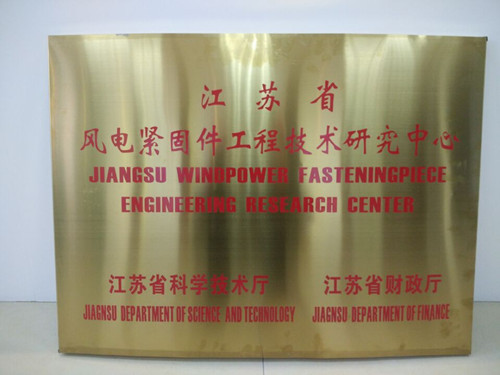 江苏省
风电紧固件工程技术研究中心
JIANGSU WINDPOWER FASTENINGPIECE
ENGINEERING RESEARCH CENTER
江苏省科学技术厅 江苏省财政厅
JIAGNSU DEPARTMENT OF SCIENCE AND TECHNOLOGY JIAGNSU DEPARTMENT OF FINANCE